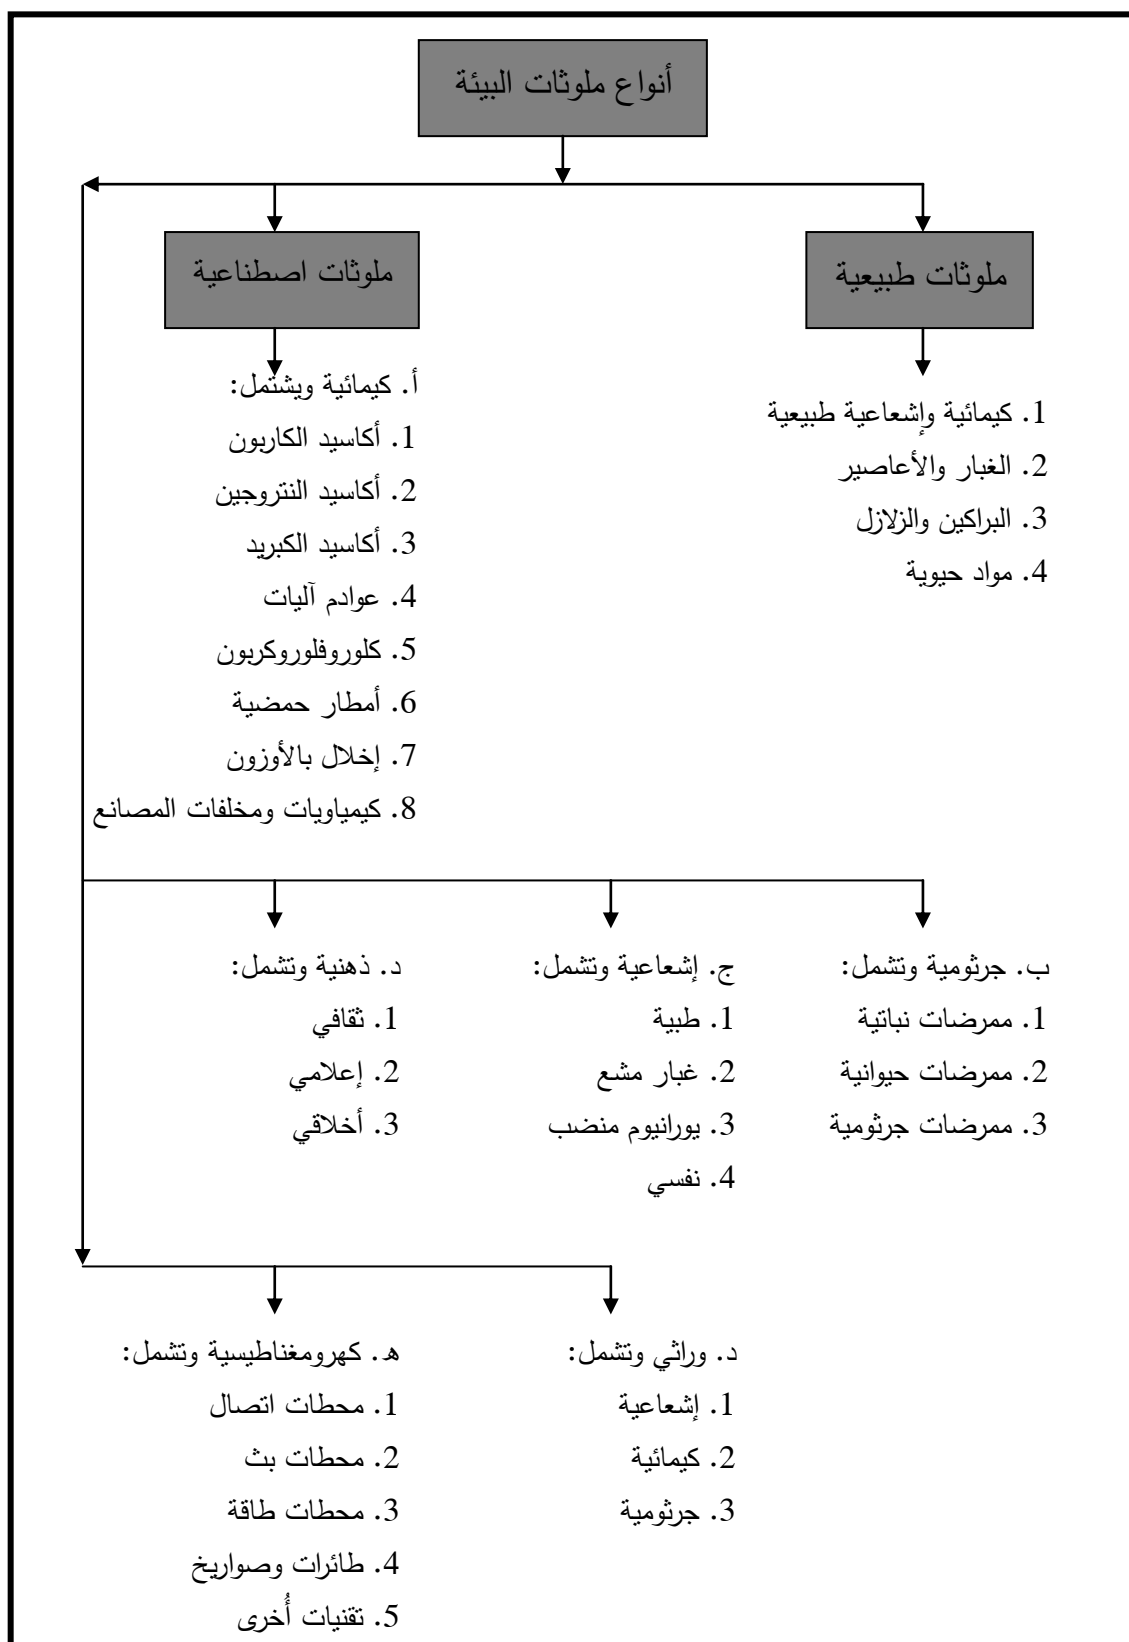 أنواع ملوثات البيئة
ملوثات طبيعية
1. كيمائية وإشعاعية طبيعية
2. الغبار والأعاصير
3. البراكين والزلازل
4. مواد حيوية
ملوثات اصطناعية
أ. كيمائية ويشتمل:
1. أكاسيد الكاربون
2. أكاسيد النتروجين
3. أكاسيد الكبريد
4. عوادم آليات
5. كلوروفلوروكربون
6. أمطار حمضية
7. إخلال بالأوزون
8. كيمياويات ومخلفات المصانع
ب. جرثومية وتشمل:
1. ممرضات نباتية
2. ممرضات حيوانية
3. ممرضات جرثومية
ج. إشعاعية وتشمل:
1. طبية
2. غبار مشع
3. يورانيوم منضب
4. نفسي
د. ذهنية وتشمل:
1. ثقافي
2. إعلامي
3. أخلاقي
د. وراثي وتشمل:
1. إشعاعية
2. كيمائية
3. جرثومية
هـ. كهرومغناطيسية وتشمل:
1. محطات اتصال
2. محطات بث
3. محطات طاقة
4. طائرات وصواريخ
5. تقنيات أُخرى